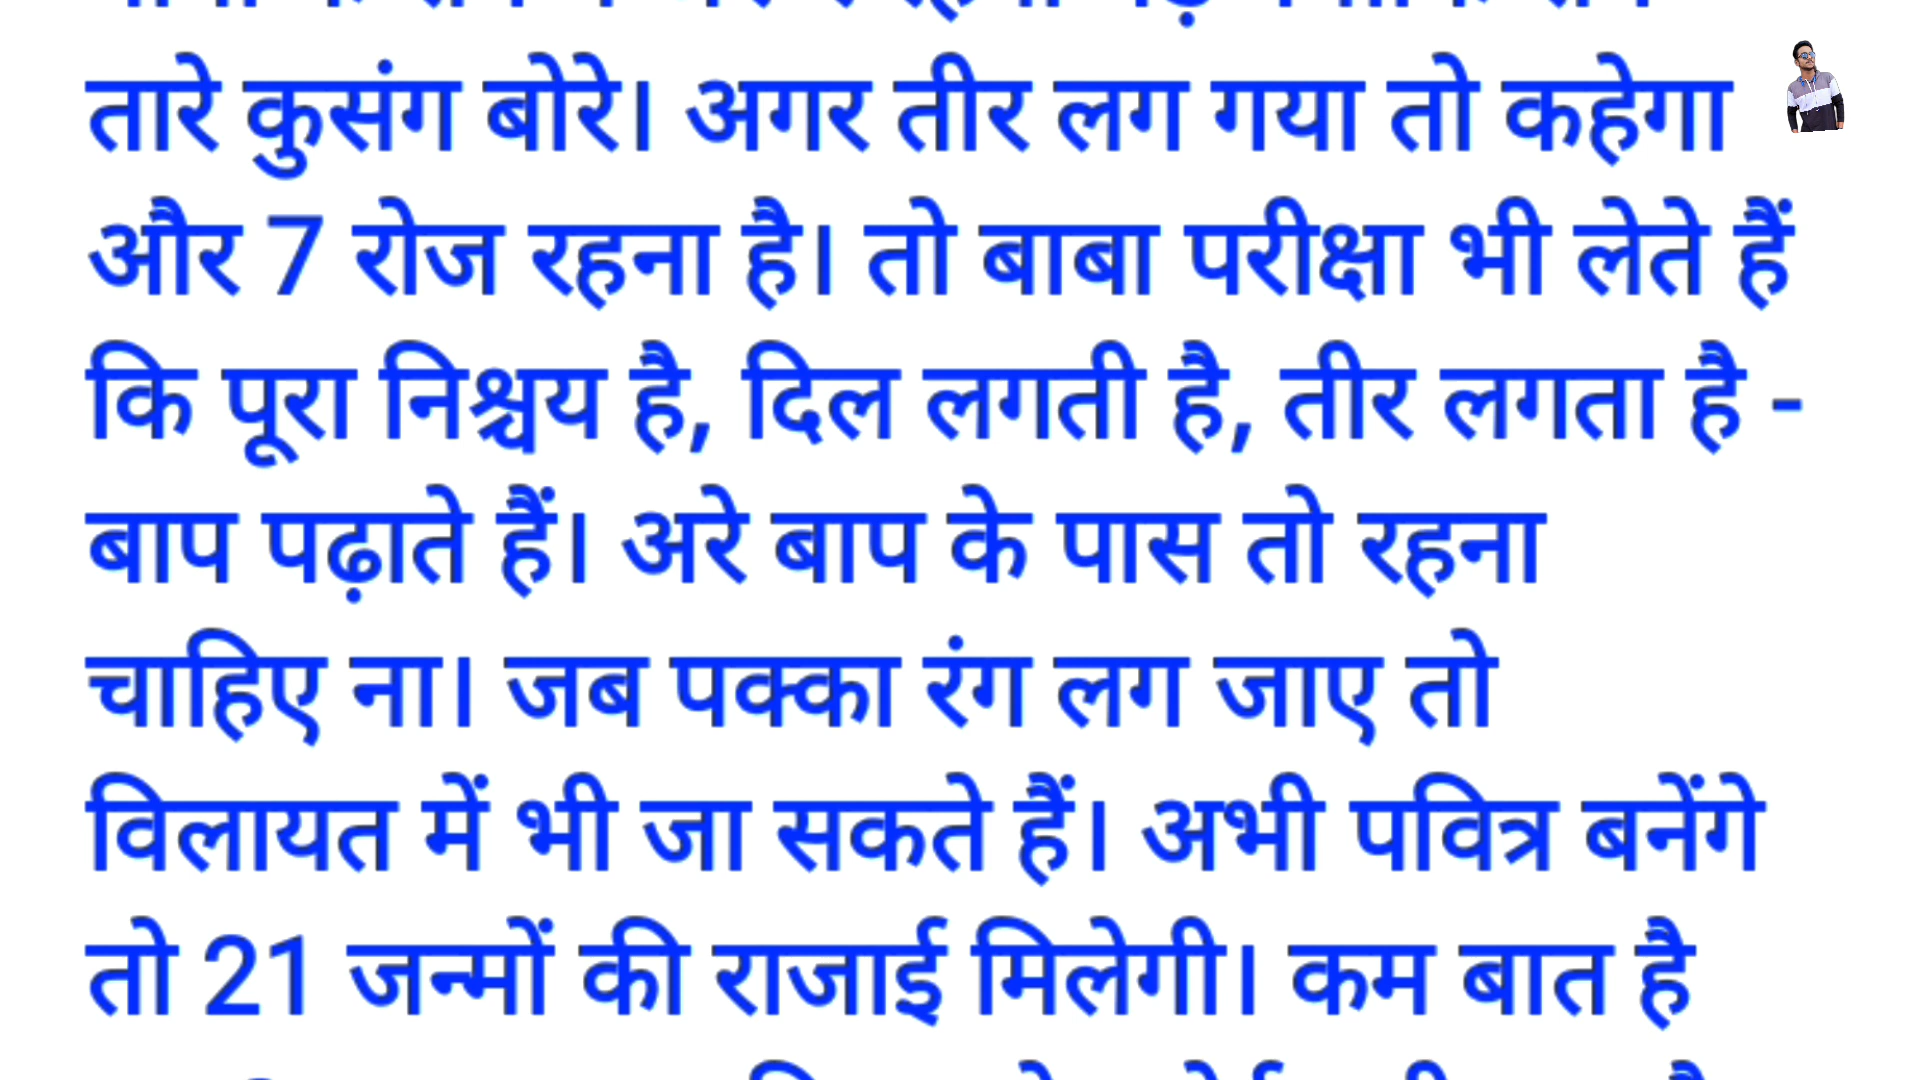 तारे कुसंग बोरे। अगर तीर लग गया तो कहेगा
और 7 रोज रहना है। तो बाबा परीक्षा भी लेते हैं
कि पूरा निश्चय है, दिल लगती है, तीर लगता है -
बाप पढ़ाते हैं। अरे बाप के पास तो रहना
चाहिए ना। जब पक्का रंग लग जाए तो
विलायत में भी जा सकते हैं। अभी पवित्र बनेंगे
तो 21 जन्मों की राजाई मिलेगी। कम बात है